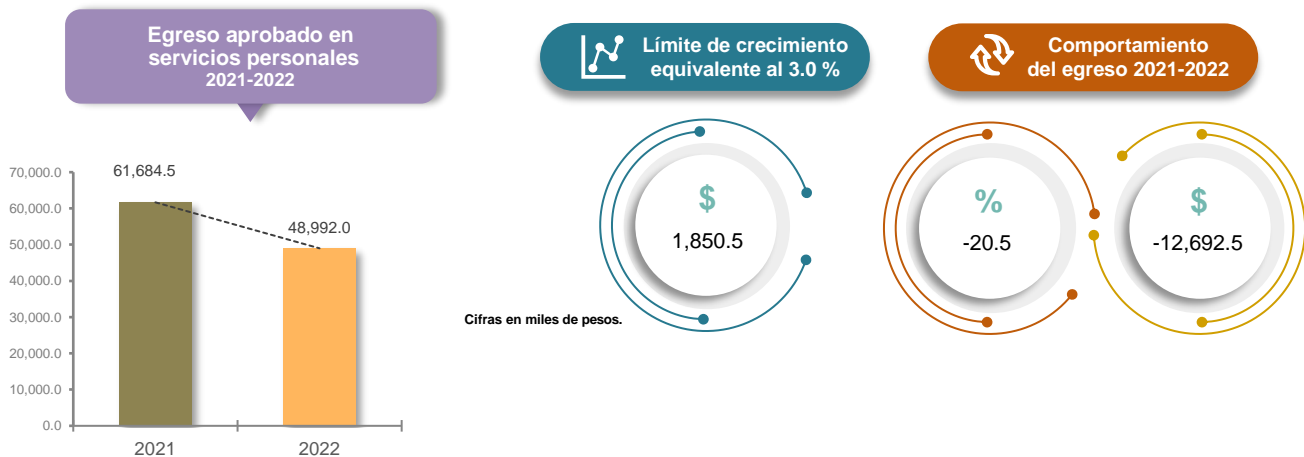 Egreso aprobado en
servicios personales
2021-2022
70,000.0
60,000.0
50,000.0
40,000.0
30,000.0
20,000.0
10,000.0
0.0
61,684.5
48,992.0
2021
2022
Límite de crecimiento
equivalente al 3.0 %
$
1,850.5
Cifras en miles de pesos.
Comportamiento
del egreso 2021-2022
%
-20.5
$
-12,692.5